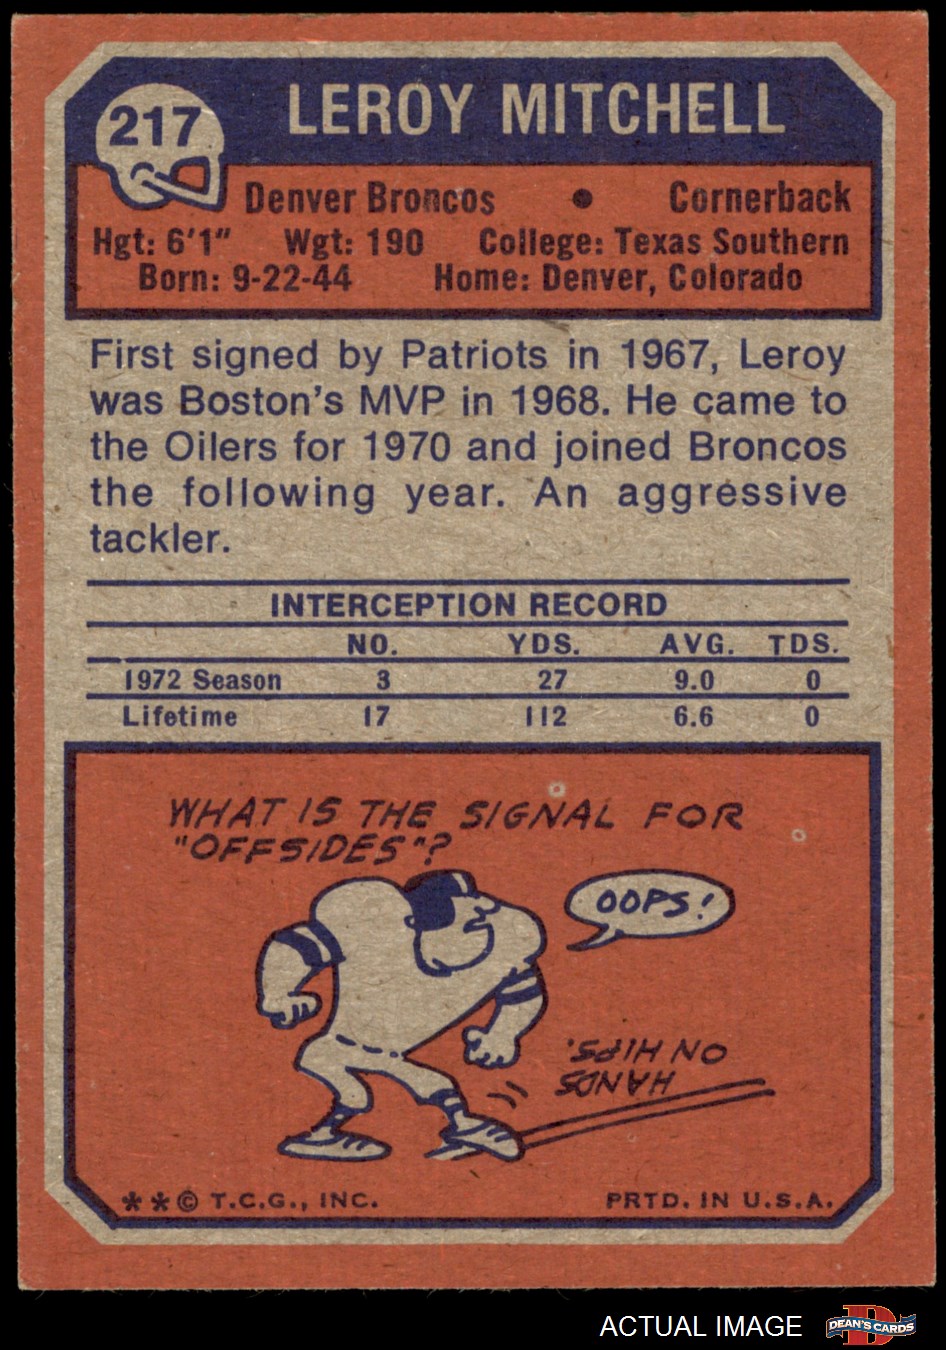 217
LEROY MITCHELL
Denver Broncos • Cornerback
Hgt: 6'1" Wgt: 190 College: Texas Southern
Born: 9-22-44 Home: Denver, Colorado
First signed by Patriots in 1967, Leroy
was Boston's MVP in 1968. He came to
the Oilers for 1970 and joined Broncos
the following year. An aggressive
tackler.
INTERCEPTION RECORD
NO. YDS. AVG. TDS.
1972 Season 3 27 9.0 0
Lifetime 17 112 6.6 0
WHAT IS THE SIGNAL FOR
"OFFSIDES"?
OOPS!
HANDS
ON HIPS.
**© T.C.G., INC. PRTD. IN U.S.A.
ACTUAL IMAGE
D
DEAN'S CARDS